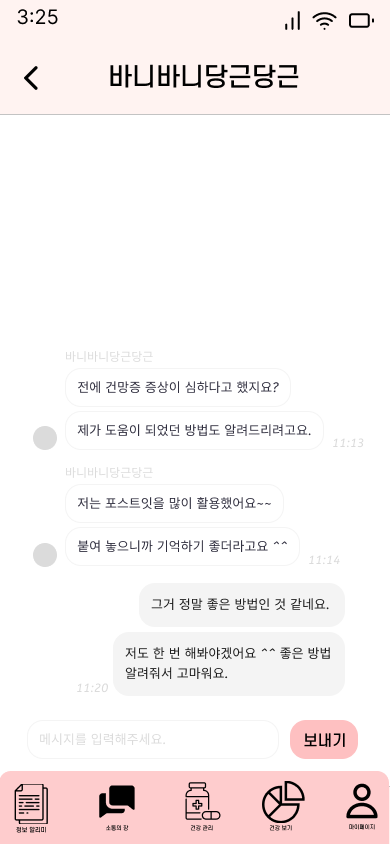 3:25
바니바니당근당근
바니바니당근당근
전에 건망증 증상이 심하다고 했지요?
제가 도움이 되었던 방법도 알려드리려고요.
11:13
바니바니당근당근
저는 포스트잇을 많이 활용했어요~~
붙여 놓으니까 기억하기 좋더라고요 ^^
11:14
그거 정말 좋은 방법인 것 같네요.
저도 한 번 해봐야겠어요 ^^ 좋은 방법
알려줘서 고마워요.
11:20
메시지를 입력해주세요.
보내기
정보 알리미
소통의 장
건강 관리
건강 보기
마이페이지